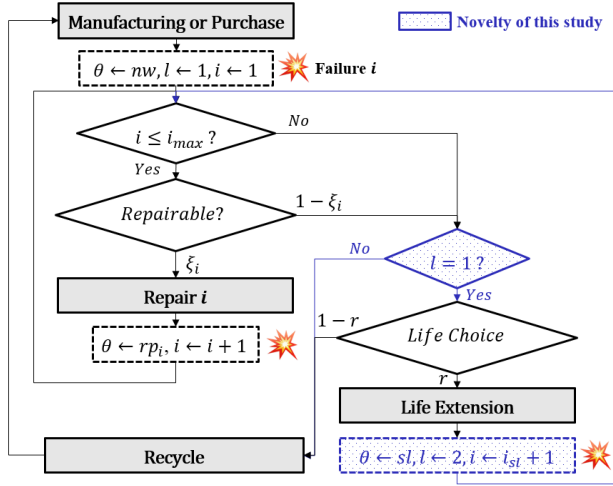 Manufacturing or Purchase
Novelty of this study
θ ← nw, l ← 1, i ← 1
Failure i
i ≤ i_max ?
No
Yes
Repairable?
1 − ξ_i
ξ_i
No
l = 1 ?
Yes
Repair i
1 − r
Life Choice
θ ← rp_i, i ← i + 1
r
Life Extension
Recycle
θ ← sl, l ← 2, i ← i_sl + 1